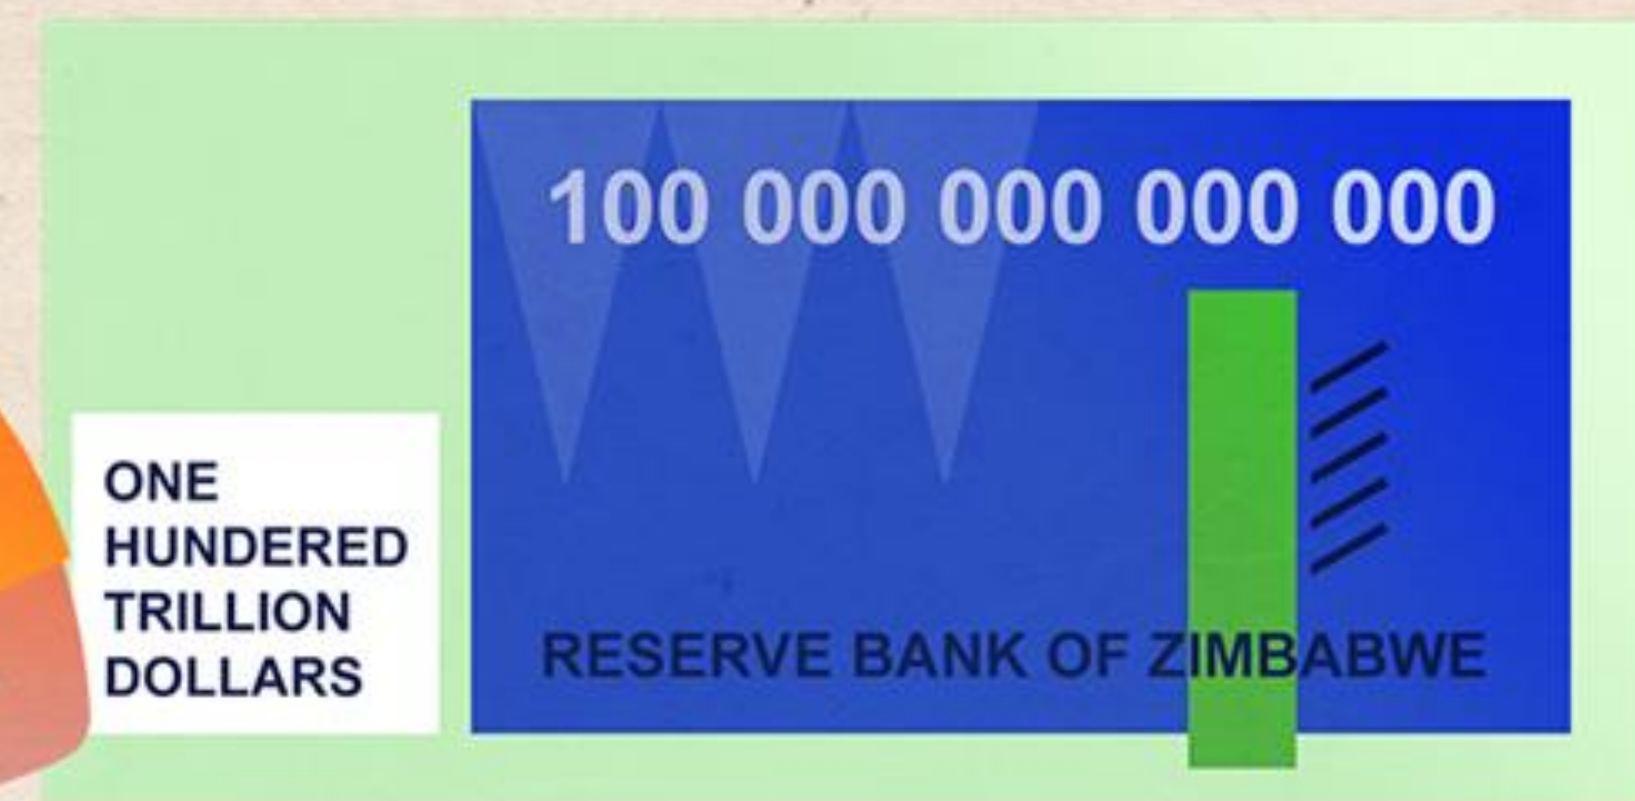 100 000 000 000 000
ONE
HUNDERED
TRILLION
DOLLARS
RESERVE BANK OF ZIMBABWE